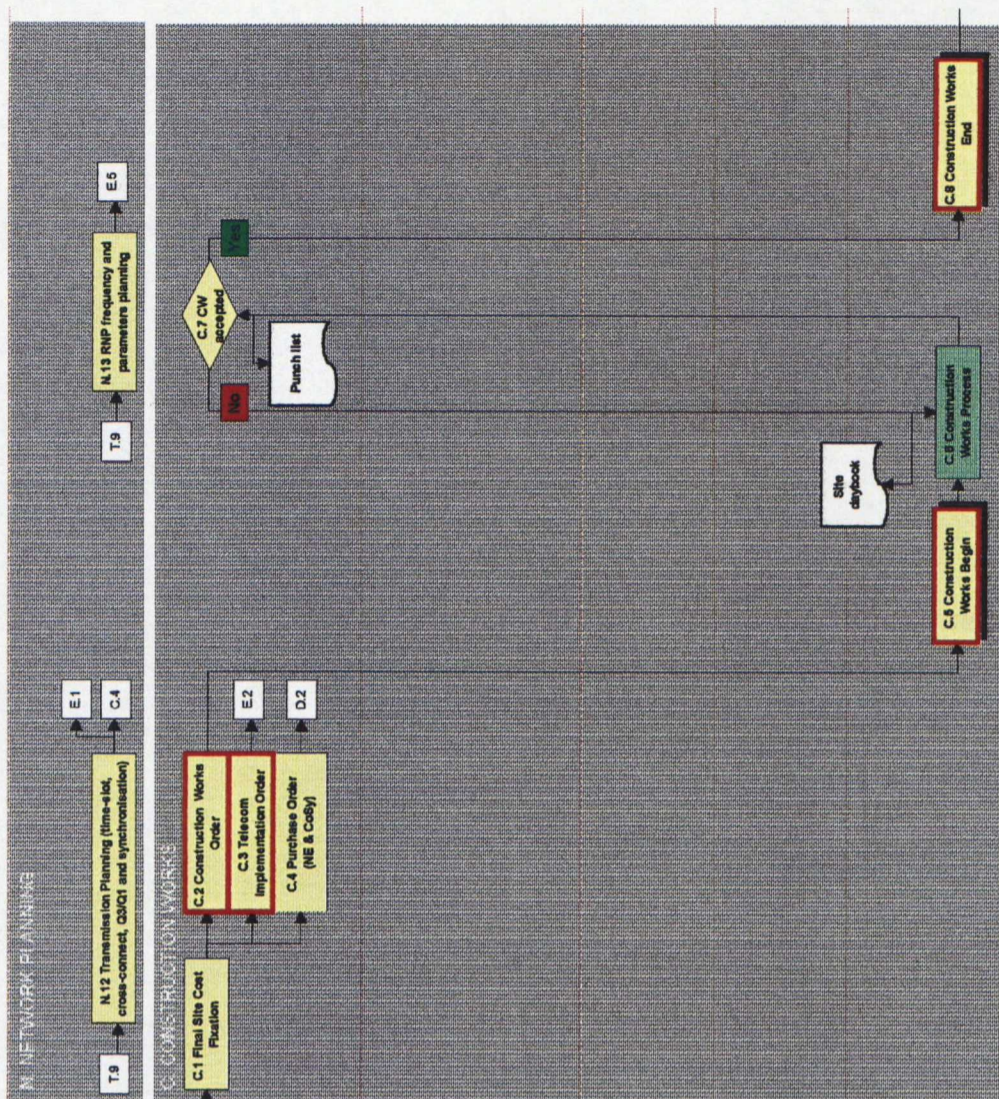 N. NETWORK PLANNING
T.9
N.12 Transmission Planning (time-slot,
cross-connect, Q3/Q1 and synchronisation)
E.1
C.4
T.9
N.13 RNP frequency and
parameters planning
E.5
C. CONSTRUCTION WORKS
C.1 Final Site Cost
Fixation
C.2 Construction Works
Order
C.3 Telecom
Implementation Order
C.4 Purchase Order
(NE & CoSy)
E.2
D.2
No
C.7 CW
accepted
Yes
Punch list
Site
daybook
C.5 Construction
Works Begin
C.6 Construction
Works Process
C.8 Construction Works
End